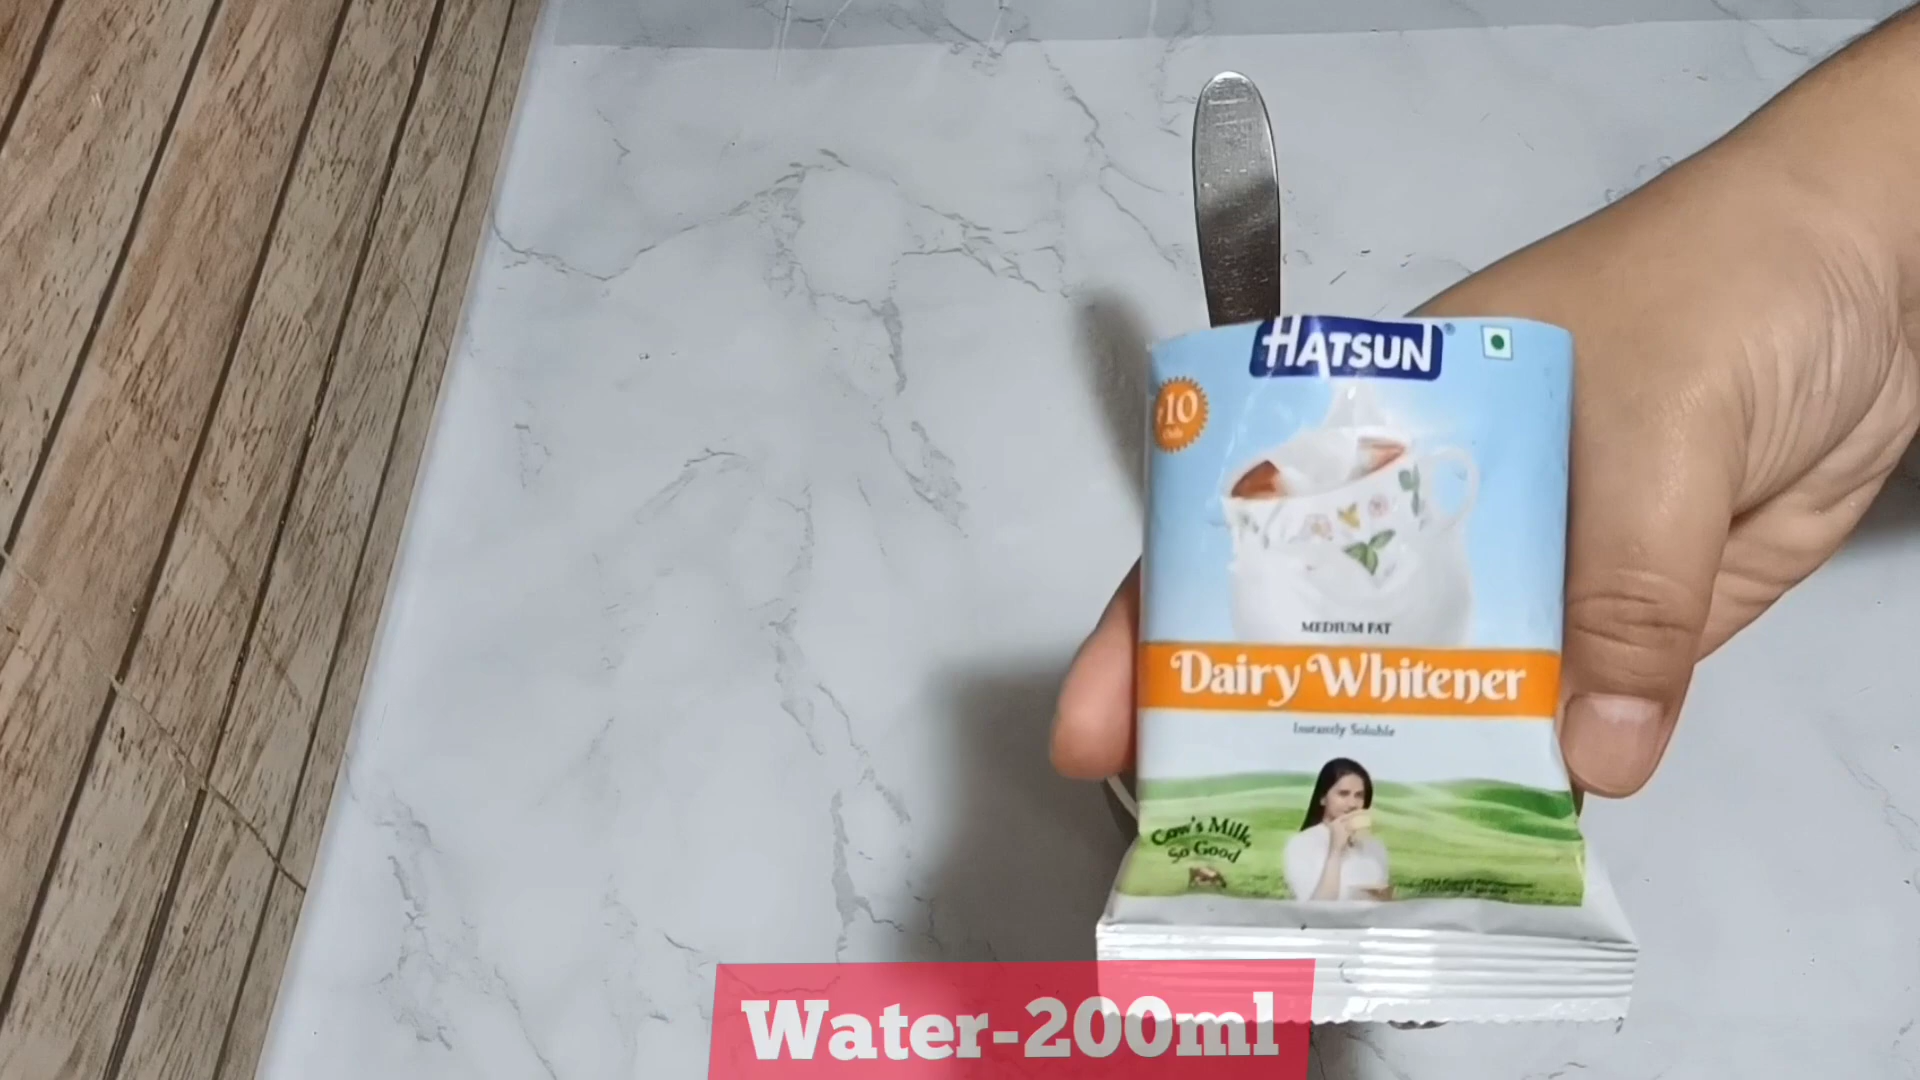 HATSUN
10
MEDIUM FAT
Dairy Whitener
Instantly Soluble
Cow's Milk,
So Good
Water-200ml